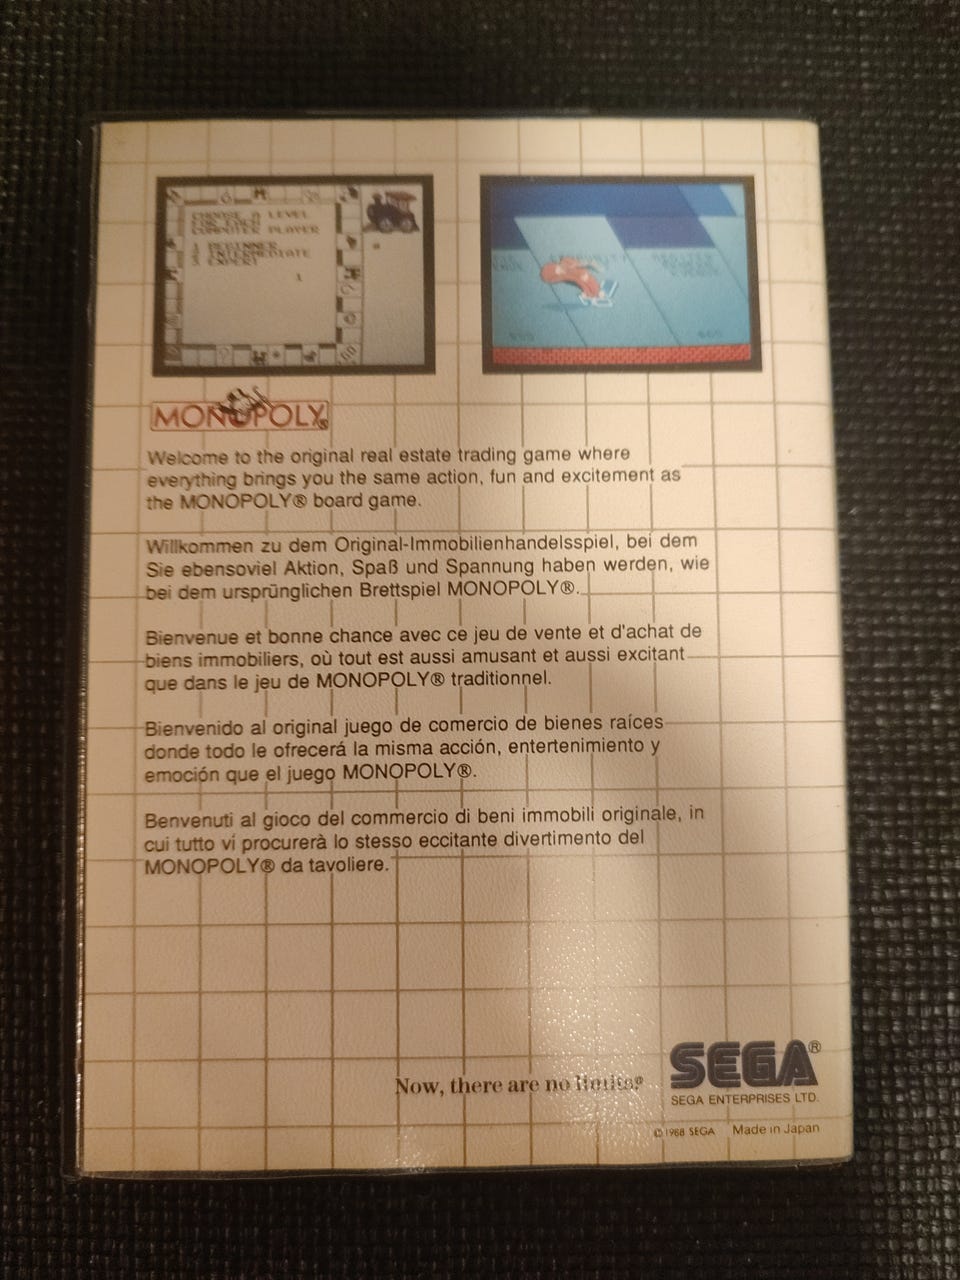 CHOOSE A LEVEL
FOR EACH
COMPUTER PLAYER
1 BEGINNER
2 INTERMEDIATE
3 EXPERT
1
MONOPOLY®
Welcome to the original real estate trading game where
everything brings you the same action, fun and excitement as
the MONOPOLY® board game.
Willkommen zu dem Original-Immobilienhandelsspiel, bei dem
Sie ebensoviel Aktion, Spaß und Spannung haben werden, wie
bei dem ursprünglichen Brettspiel MONOPOLY®.
Bienvenue et bonne chance avec ce jeu de vente et d'achat de
biens immobiliers, où tout est aussi amusant et aussi excitant
que dans le jeu de MONOPOLY® traditionnel.
Bienvenido al original juego de comercio de bienes raíces
donde todo le ofrecerá la misma acción, entertenimiento y
emoción que el juego MONOPOLY®.
Benvenuti al gioco del commercio di beni immobili originale, in
cui tutto vi procurerà lo stesso eccitante divertimento del
MONOPOLY® da tavoliere.
Now, there are no limits®
SEGA®
SEGA ENTERPRISES LTD.
©1988 SEGA Made in Japan